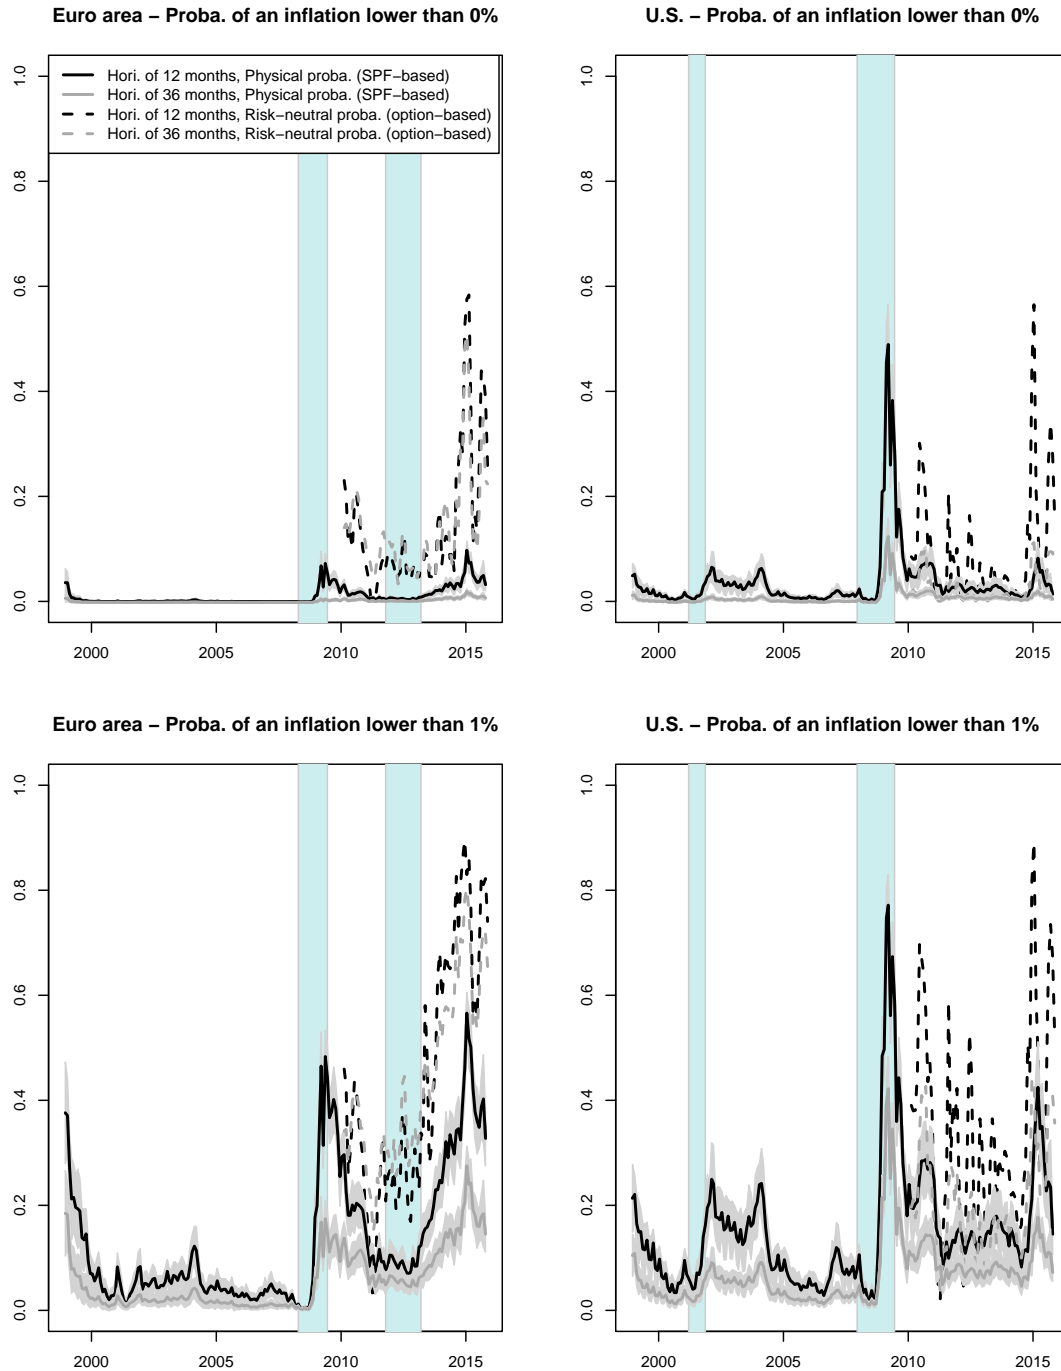 Euro area − Proba. of an inflation lower than 0%
1.0
0.8
0.6
0.4
0.2
0.0
Hori. of 12 months, Physical proba. (SPF−based)
Hori. of 36 months, Physical proba. (SPF−based)
Hori. of 12 months, Risk−neutral proba. (option−based)
Hori. of 36 months, Risk−neutral proba. (option−based)
2000 2005 2010 2015
U.S. − Proba. of an inflation lower than 0%
1.0
0.8
0.6
0.4
0.2
0.0
2000 2005 2010 2015
Euro area − Proba. of an inflation lower than 1%
1.0
0.8
0.6
0.4
0.2
0.0
2000 2005 2010 2015
U.S. − Proba. of an inflation lower than 1%
1.0
0.8
0.6
0.4
0.2
0.0
2000 2005 2010 2015